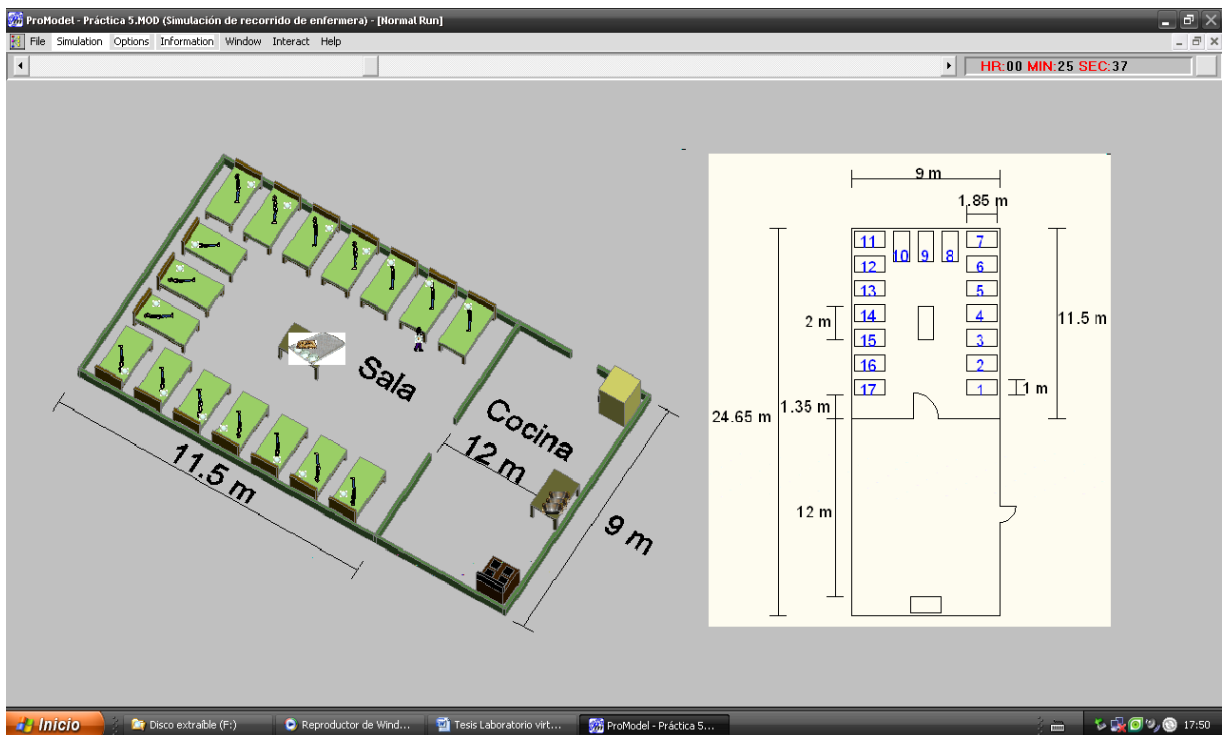 ProModel - Práctica 5.MOD (Simulación de recorrido de enfermera) - [Normal Run]
File Simulation Options Information Window Interact Help
HR:00 MIN:25 SEC:37
Sala
Cocina
11.5 m
12 m
9 m
9 m
1.85 m
11 10 9 8 7
12 6
13 5
14 4
15 3
16 2
17 1
2 m
11.5 m
1 m
1.35 m
24.65 m
12 m
Inicio Disco extraíble (F:) Reproductor de Wind... Tesis Laboratorio virt... ProModel - Práctica 5... 17:50